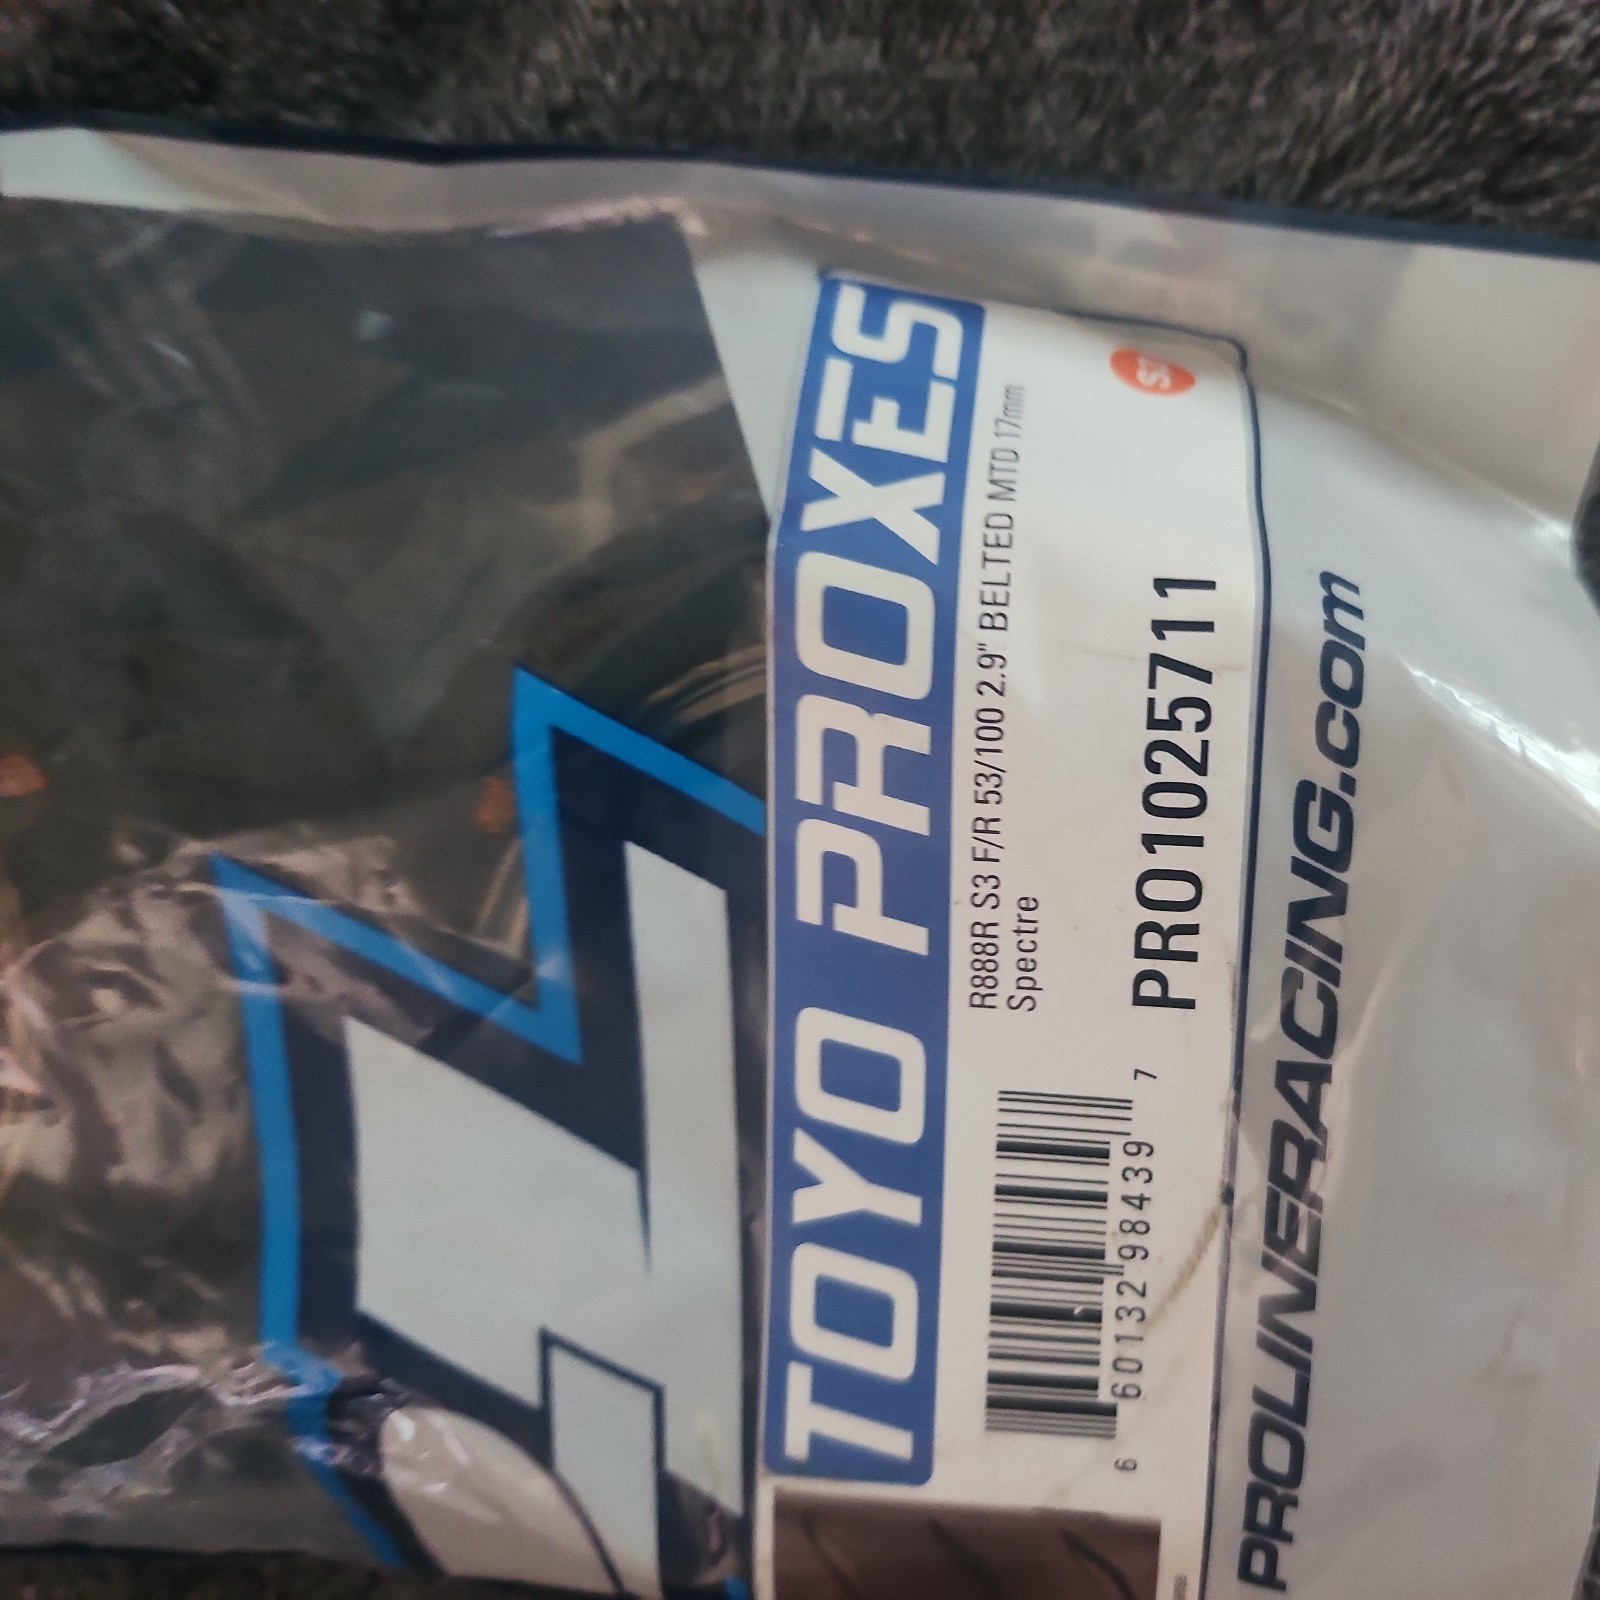 TOYO PROXES
R888R S3 F/R 53/100 2.9" BELTED MTD 17mm
Spectre
S3
PRO1025711
6 60132 98439 7
PROLINERACING.com